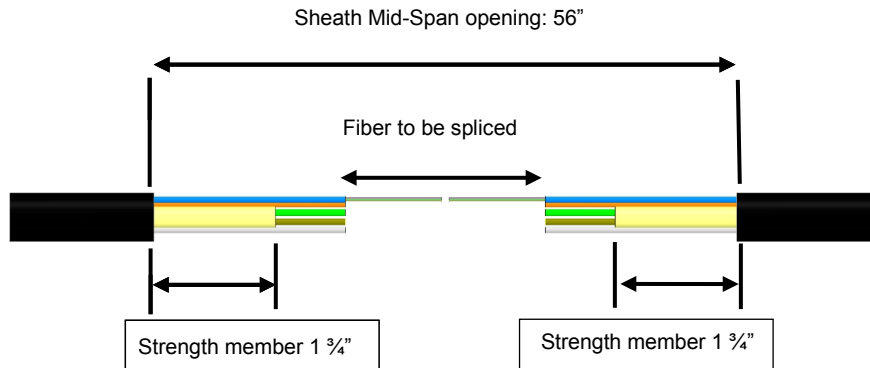 Sheath Mid-Span opening: 56”
Fiber to be spliced
Strength member 1 ¾”
Strength member 1 ¾”